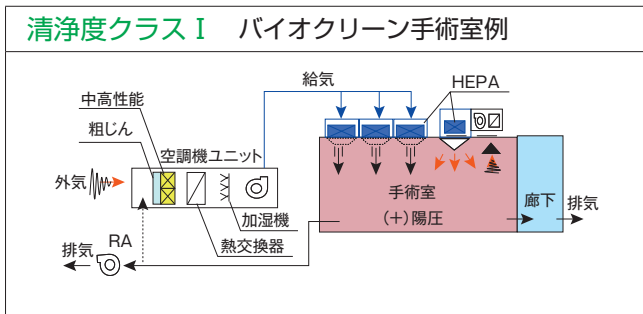 清浄度クラスⅠ バイオクリーン手術室例
給気
HEPA
中高性能
粗じん
空調機ユニット
外気
手術室
(+)陽圧
廊下
排気
加湿機
RA
排気
熱交換器